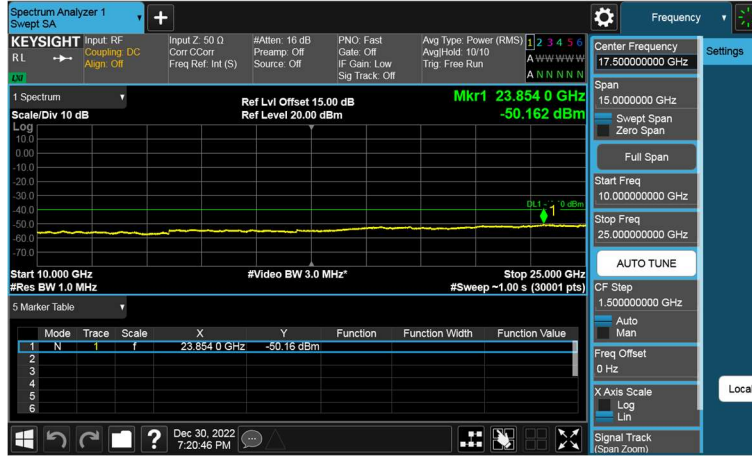 Spectrum Analyzer 1
Swept SA
+
Frequency
KEYSIGHT Input: RF Input Z: 50 Ω #Atten: 16 dB PNO: Fast Avg Type: Power (RMS) 1 2 3 4 5 6
RL Coupling: DC Corr CCorr Preamp: Off Gate: Off Avg|Hold: 10/10 A W W W W W
Align: Off Freq Ref: Int (S) Source: Off IF Gain: Low Trig: Free Run A N N N N N
LXI Sig Track: Off
1 Spectrum
Scale/Div 10 dB Ref Lvl Offset 15.00 dB Mkr1 23.854 0 GHz
Ref Level 20.00 dBm -50.162 dBm
Log
10.0
0.00
-10.0
-20.0
-30.0
-40.0
-50.0
-60.0
-70.0
1
Start 10.000 GHz #Video BW 3.0 MHz* Stop 25.000 GHz
#Res BW 1.0 MHz #Sweep ~1.00 s (30001 pts)
5 Marker Table
Mode Trace Scale X Y Function Function Width Function Value
1 N 1 f 23.854 0 GHz -50.16 dBm
2
3
4
5
6
Dec 30, 2022
7:20:46 PM
?
Center Frequency
17.500000000 GHz
Settings
Span
15.0000000 GHz
Swept Span
Zero Span
Full Span
Start Freq
10.000000000 GHz
Stop Freq
25.000000000 GHz
AUTO TUNE
CF Step
1.500000000 GHz
Auto
Man
Freq Offset
0 Hz
X Axis Scale
Log
Lin
Local
Signal Track
(Span Zoom)